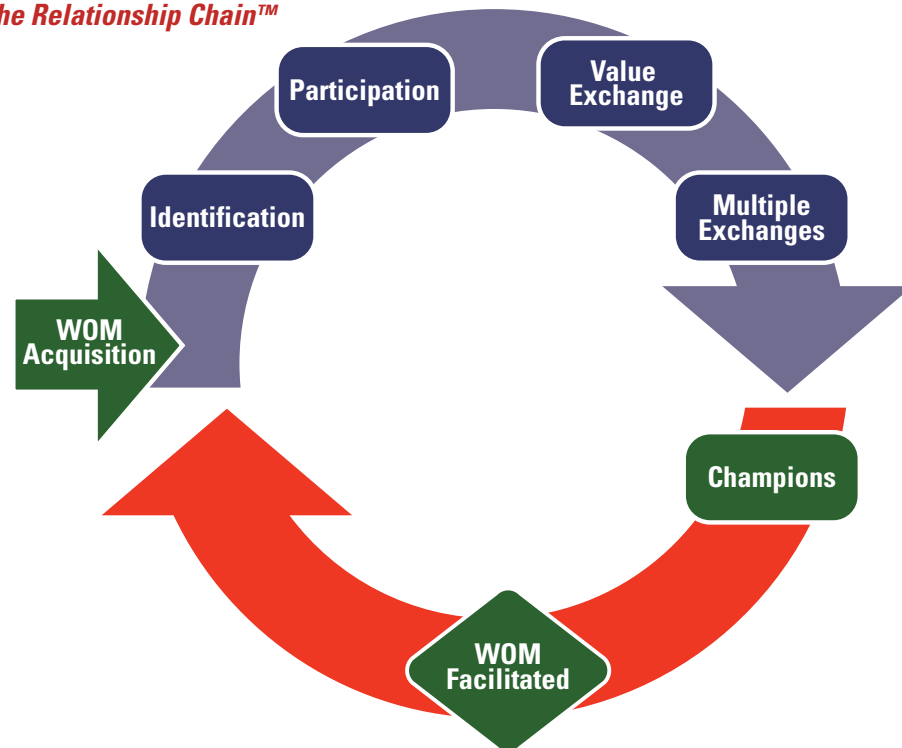 he Relationship Chain™
Participation
Value
Exchange
Identification
Multiple
Exchanges
WOM
Acquisition
Champions
WOM
Facilitated